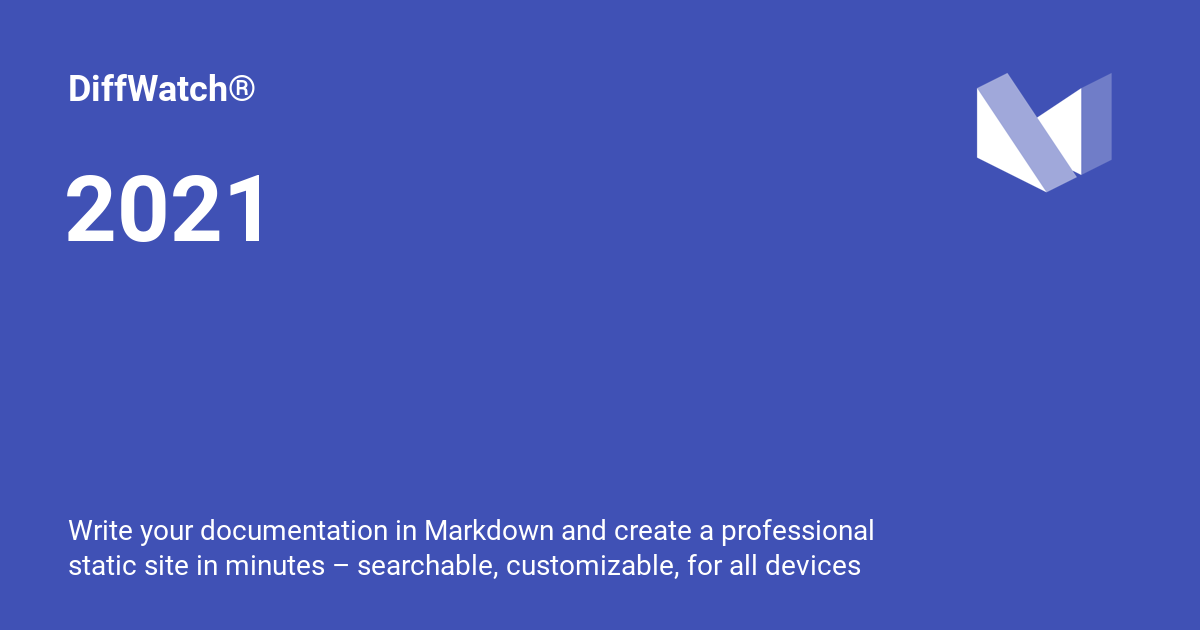 DiffWatch®
2021
Write your documentation in Markdown and create a professional
static site in minutes – searchable, customizable, for all devices